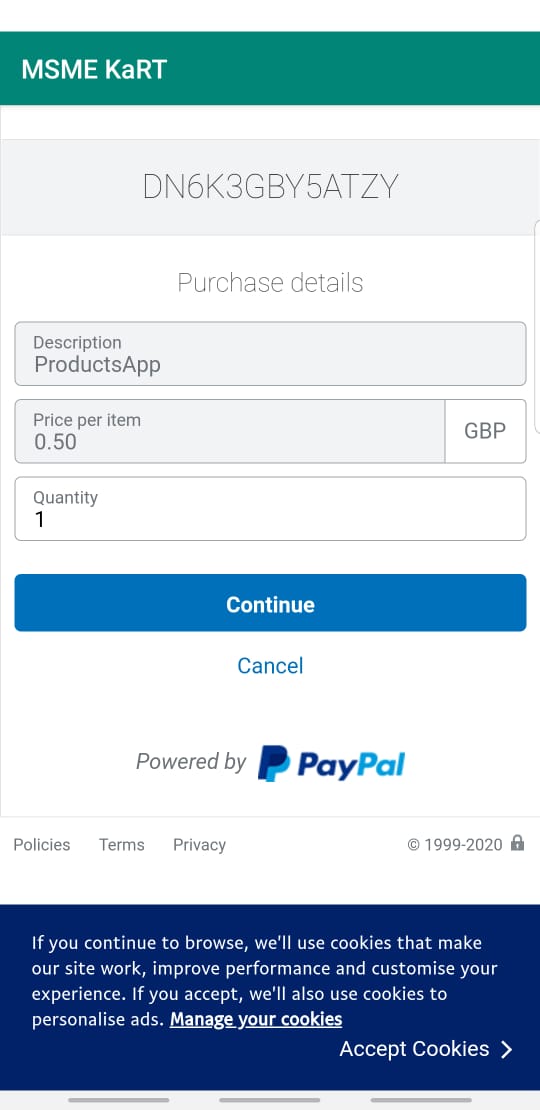 MSME KaRT
DN6K3GBY5ATZY
Purchase details
Description
ProductsApp
Price per item
0.50
GBP
Quantity
1
Continue
Cancel
Powered by PayPal
Policies Terms Privacy © 1999-2020
If you continue to browse, we'll use cookies that make
our site work, improve performance and customise your
experience. If you accept, we'll also use cookies to
personalise ads. Manage your cookies
Accept Cookies